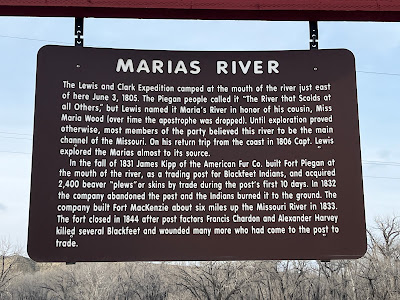 MARIAS RIVER
The Lewis and Clark Expedition camped at the mouth of the river just east
of here June 3, 1805. The Piegan people called it "The River that Scolds at
all Others," but Lewis named it Maria's River in honor of his cousin, Miss
Maria Wood (over time the apostrophe was dropped). Until exploration proved
otherwise, most members of the party believed this river to be the main
channel of the Missouri. On his return trip from the coast in 1806 Capt. Lewis
explored the Marias almost to its source.
In the fall of 1831 James Kipp of the American Fur Co. built Fort Piegan at
the mouth of the river, as a trading post for Blackfeet Indians, and acquired
2,400 beaver "plews" or skins by trade during the post's first 10 days. In 1832
the company abandoned the post and the Indians burned it to the ground. The
company built Fort MacKenzie about six miles up the Missouri River in 1833.
The fort closed in 1844 after post factors Francis Chardon and Alexander Harvey
killed several Blackfeet and wounded many more who had come to the post to
trade.